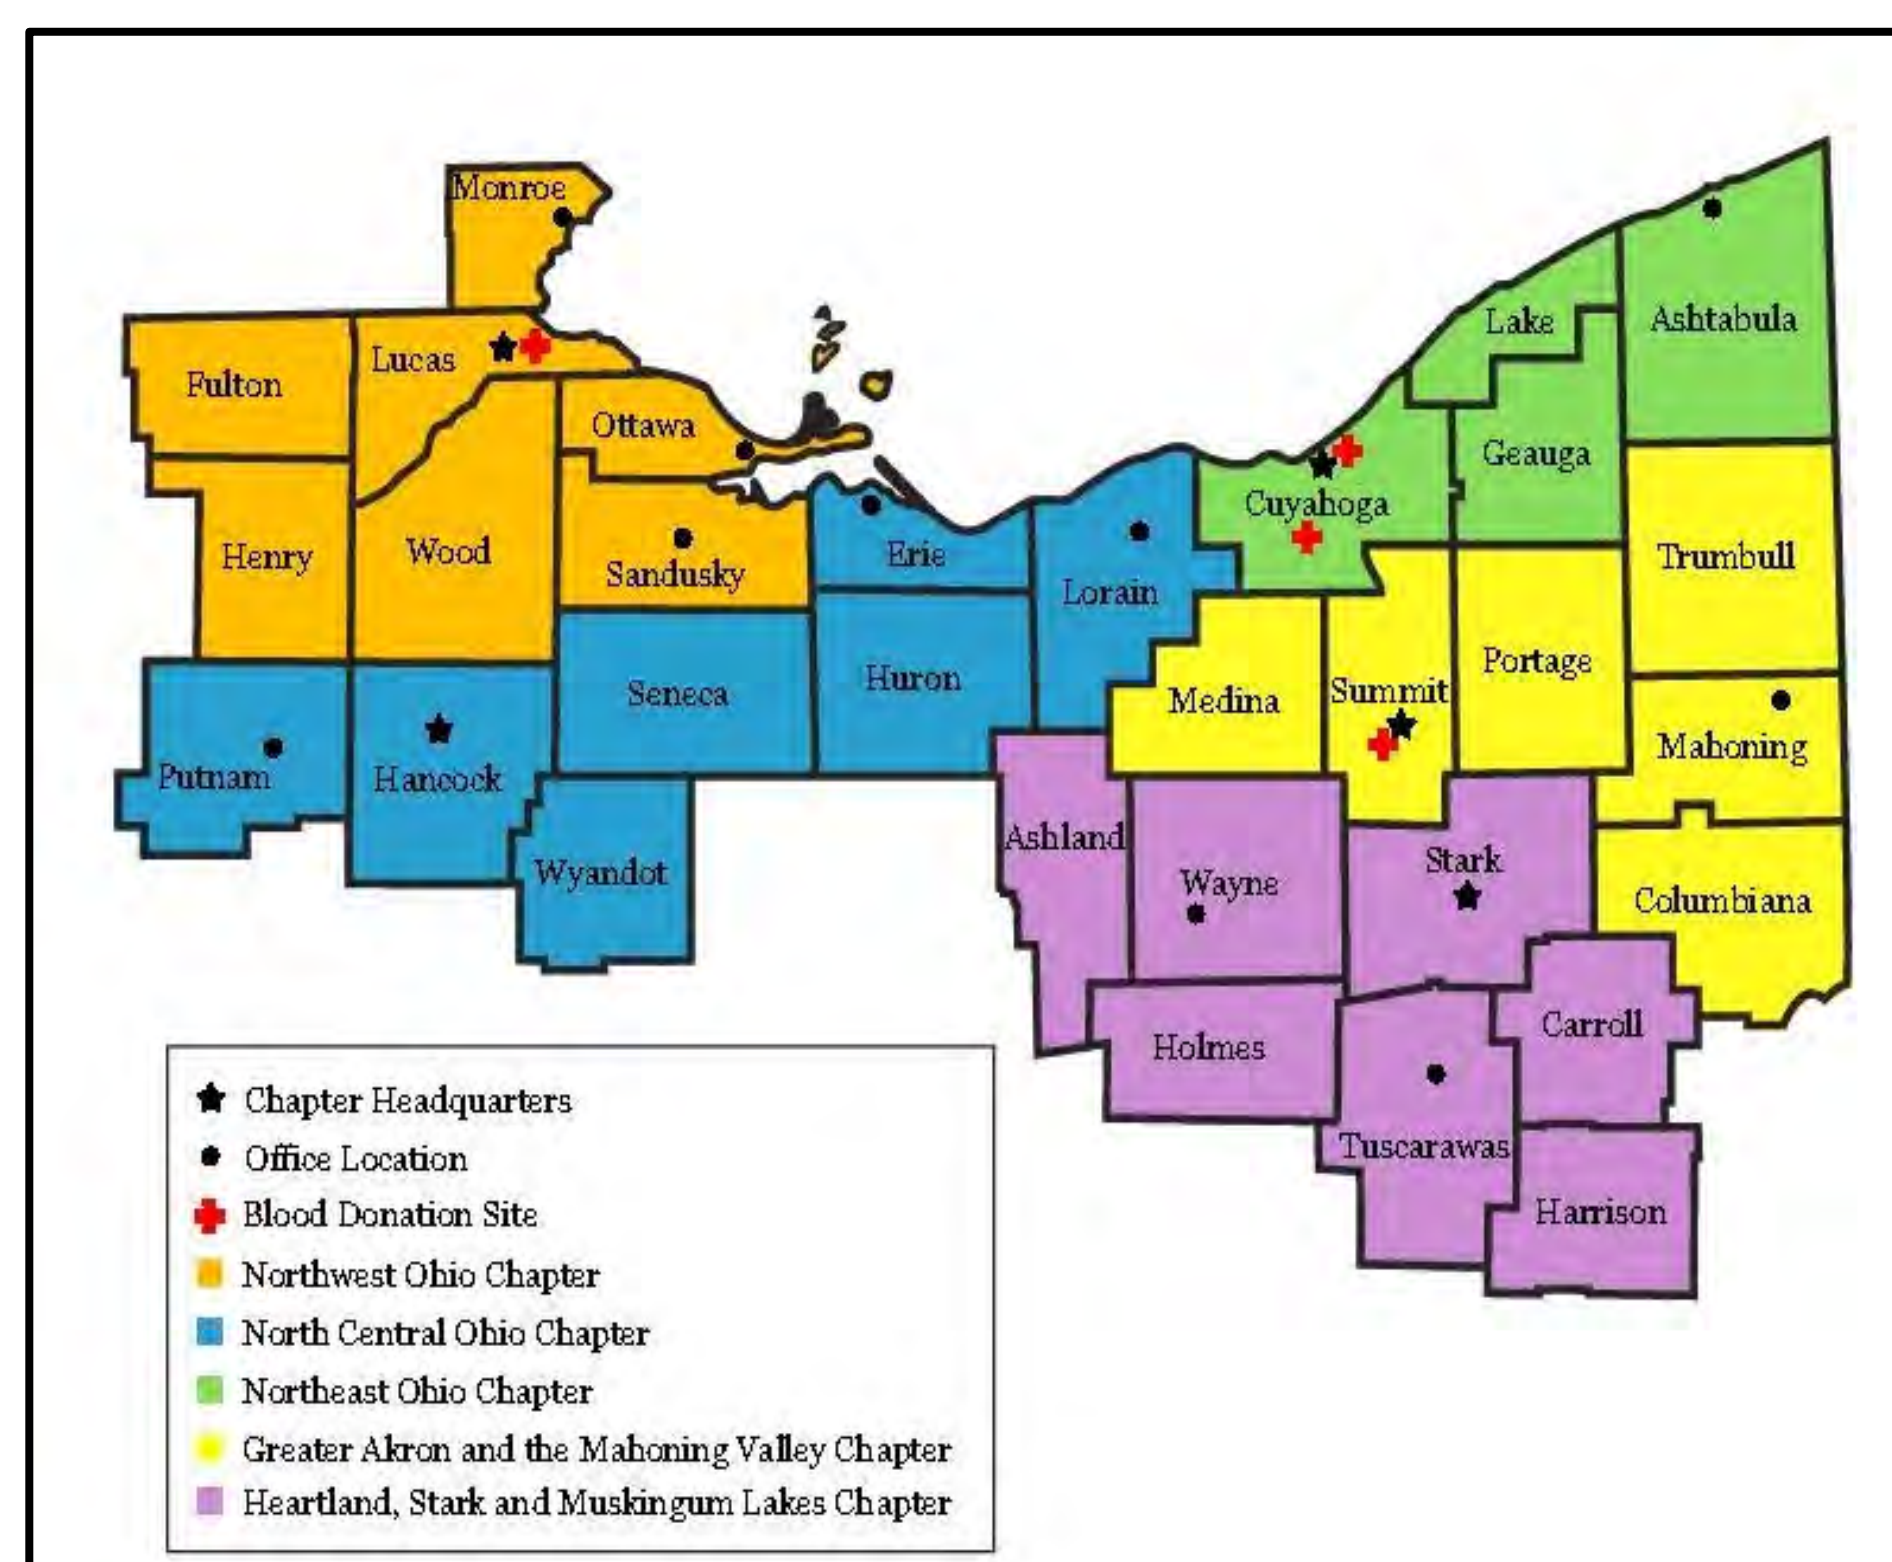 Monroe
Ashtabula
Lake
Lucas
Fulton
Ottawa
Geauga
Cuyahoga
Henry
Wood
Sandusky
Erie
Trumbull
Lorain
Portage
Seneca
Huron
Medina
Summit
Mahoning
Putnam
Hancock
Ashland
Wyandot
Stark
Wayne
Columbiana
Carroll
Holmes
Tuscarawas
Harrison
Chapter Headquarters
Office Location
Blood Donation Site
Northwest Ohio Chapter
North Central Ohio Chapter
Northeast Ohio Chapter
Greater Akron and the Mahoning Valley Chapter
Heartland, Stark and Muskingum Lakes Chapter